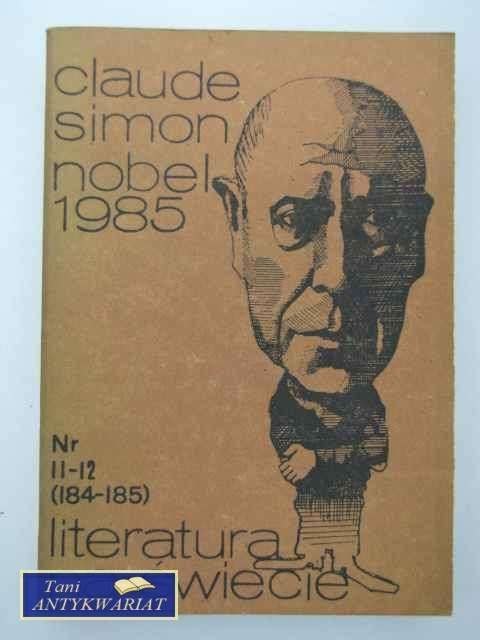 claude
simon
nobel
1985
Nr
11-12
(184-185)
literatura
świecie
Tani
ANTYKWARIAT